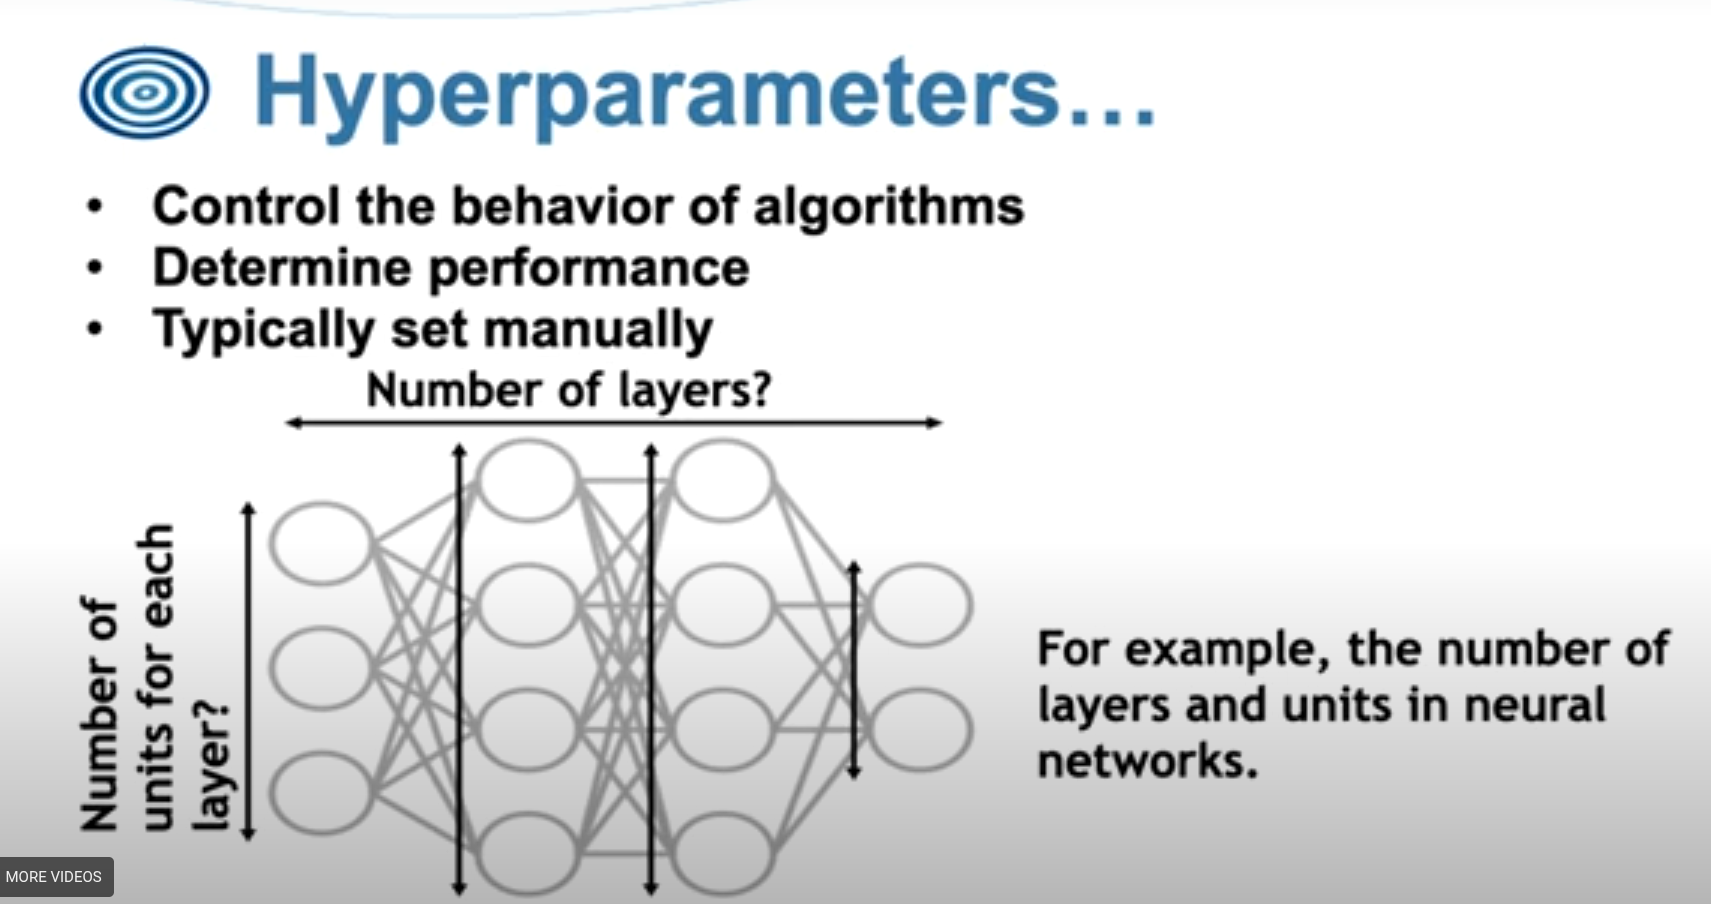 Hyperparameters...
• Control the behavior of algorithms
• Determine performance
• Typically set manually
Number of layers?
Number of
units for each
layer?
For example, the number of
layers and units in neural
networks.
MORE VIDEOS